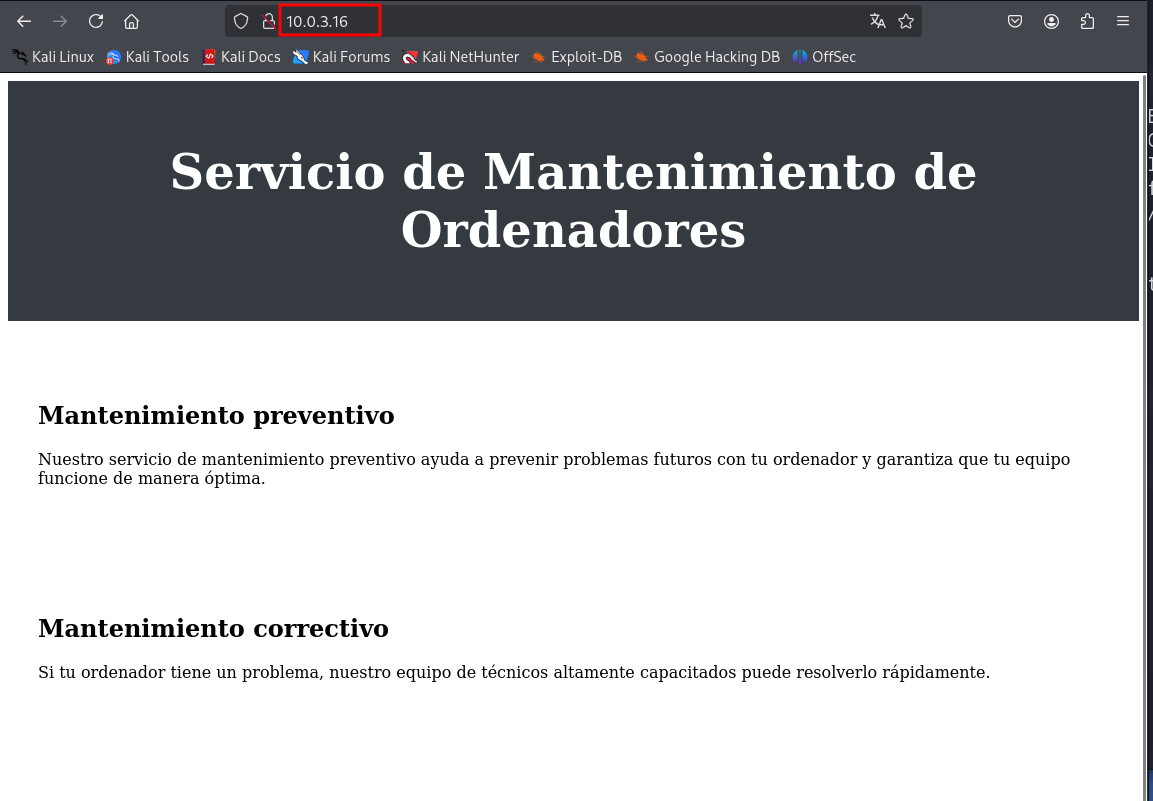 10.0.3.16
Kali Linux Kali Tools Kali Docs Kali Forums Kali NetHunter Exploit-DB Google Hacking DB OffSec
Servicio de Mantenimiento de
Ordenadores
Mantenimiento preventivo
Nuestro servicio de mantenimiento preventivo ayuda a prevenir problemas futuros con tu ordenador y garantiza que tu equipo
funcione de manera óptima.
Mantenimiento correctivo
Si tu ordenador tiene un problema, nuestro equipo de técnicos altamente capacitados puede resolverlo rápidamente.